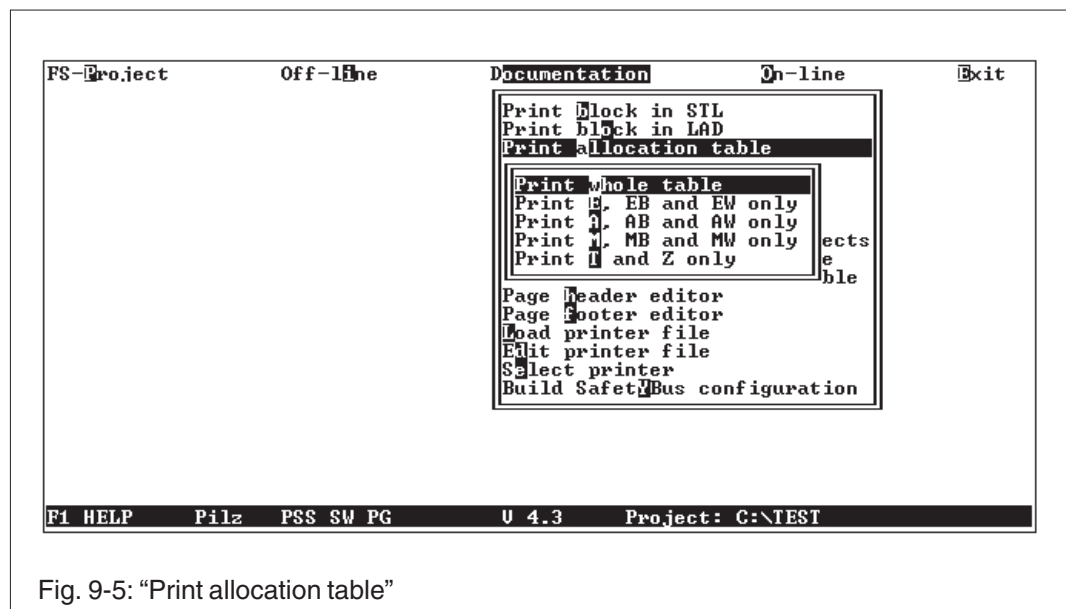 FS-Project Off-line Documentation On-line Exit
Print block in STL
Print block in LAD
Print allocation table
Print whole table
Print E, EB and EW only
Print A, AB and AW only
Print M, MB and MW only
ects
Print T and Z only
e
ble
Page header editor
Page footer editor
Load printer file
Edit printer file
Select printer
Build SafetYBus configuration
F1 HELP Pilz PSS SW PG V 4.3 Project: C:\TEST
Fig. 9-5: “Print allocation table”